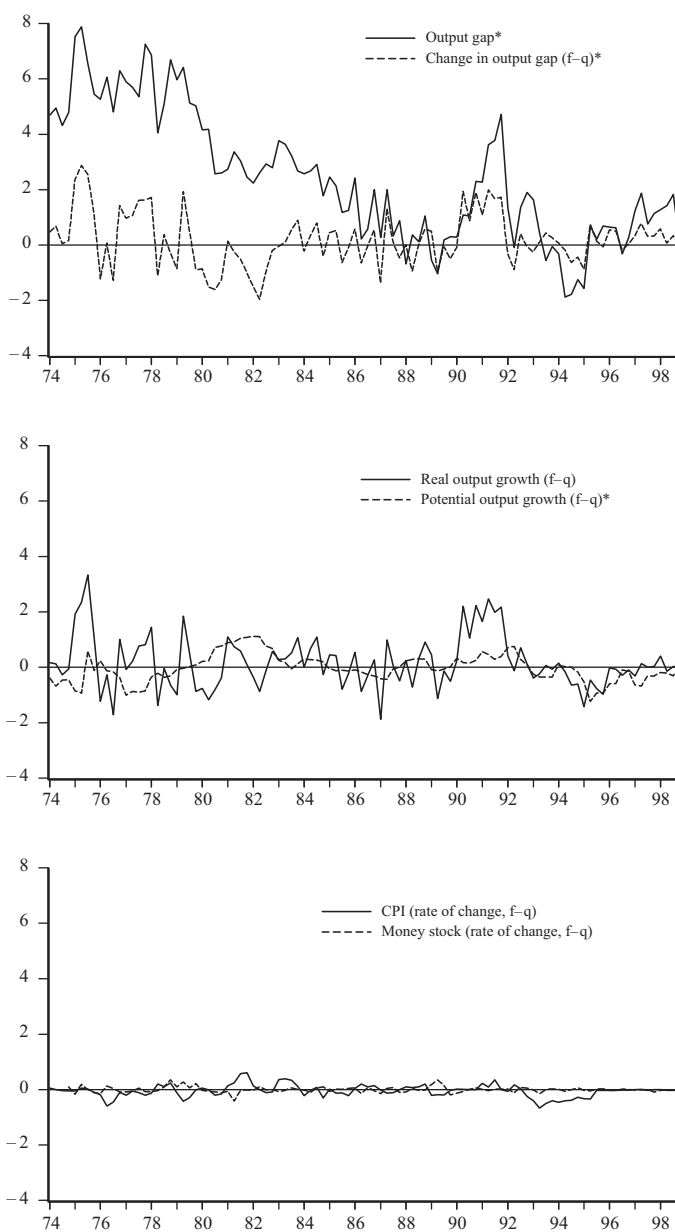 8
Output gap*
Change in output gap (f–q)*
6
4
2
0
–2
–4
74 76 78 80 82 84 86 88 90 92 94 96 98
8
Real output growth (f–q)
Potential output growth (f–q)*
6
4
2
0
–2
–4
74 76 78 80 82 84 86 88 90 92 94 96 98
8
CPI (rate of change, f–q)
Money stock (rate of change, f–q)
6
4
2
0
–2
–4
74 76 78 80 82 84 86 88 90 92 94 96 98